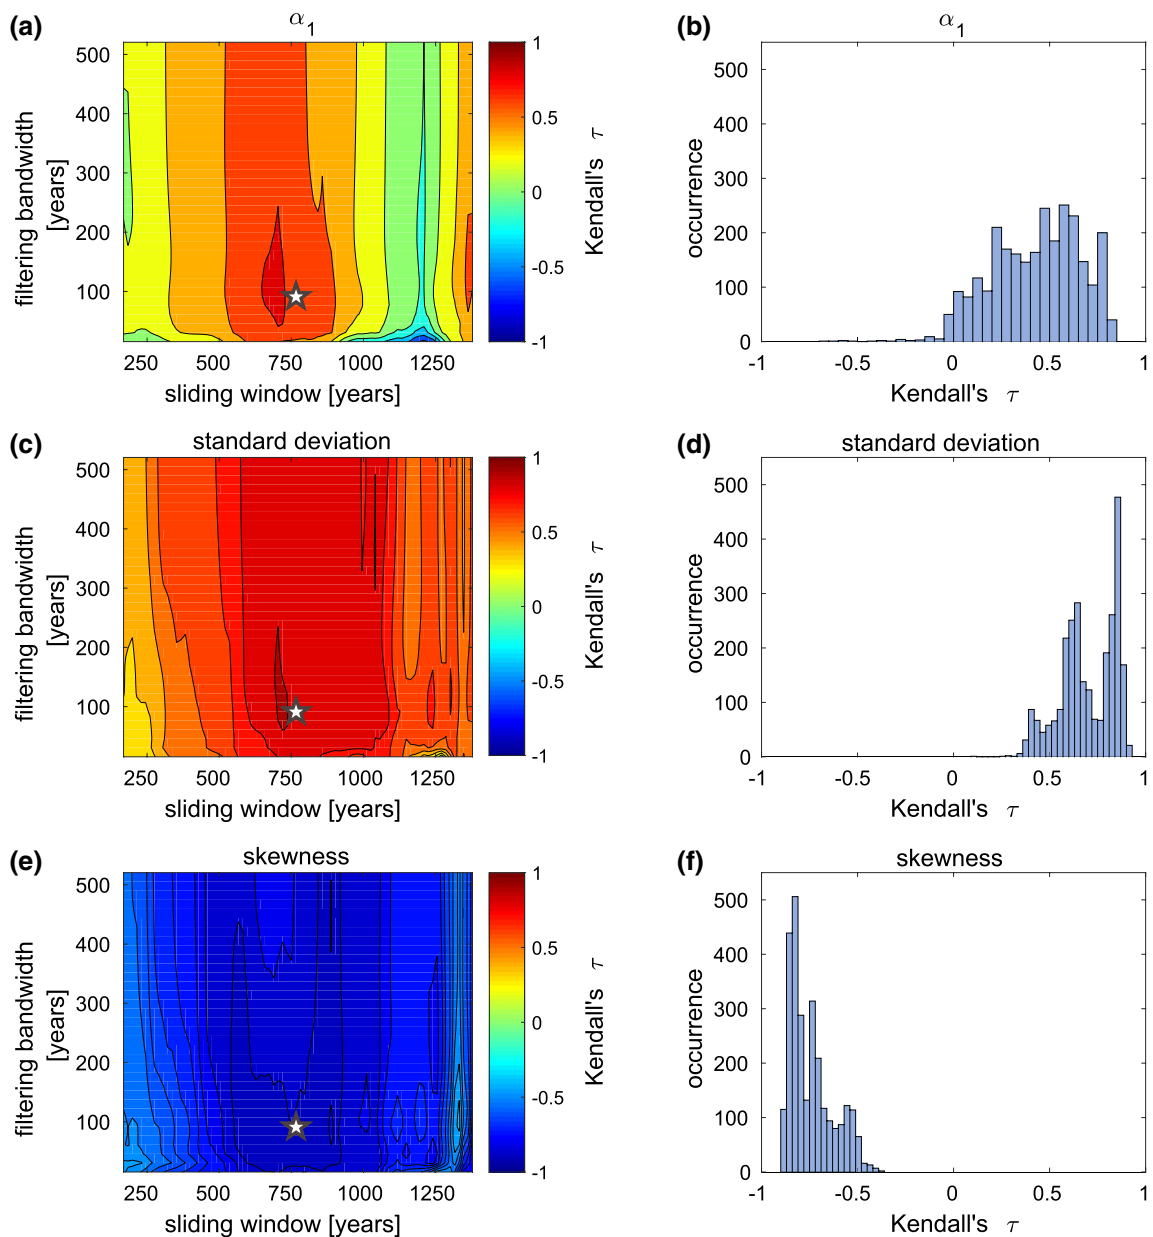 (a)
α1
500
400
300
200
100
250 500 750 1000 1250
sliding window [years]
filtering bandwidth
[years]
1
0.5
0
-0.5
-1
Kendall's τ
(b)
α1
500
400
300
200
100
0
-1 -0.5 0 0.5 1
Kendall's τ
occurrence
(c)
standard deviation
500
400
300
200
100
250 500 750 1000 1250
sliding window [years]
filtering bandwidth
[years]
1
0.5
0
-0.5
-1
Kendall's τ
(d)
standard deviation
500
400
300
200
100
0
-1 -0.5 0 0.5 1
Kendall's τ
occurrence
(e)
skewness
500
400
300
200
100
250 500 750 1000 1250
sliding window [years]
filtering bandwidth
[years]
1
0.5
0
-0.5
-1
Kendall's τ
(f)
skewness
500
400
300
200
100
0
-1 -0.5 0 0.5 1
Kendall's τ
occurrence